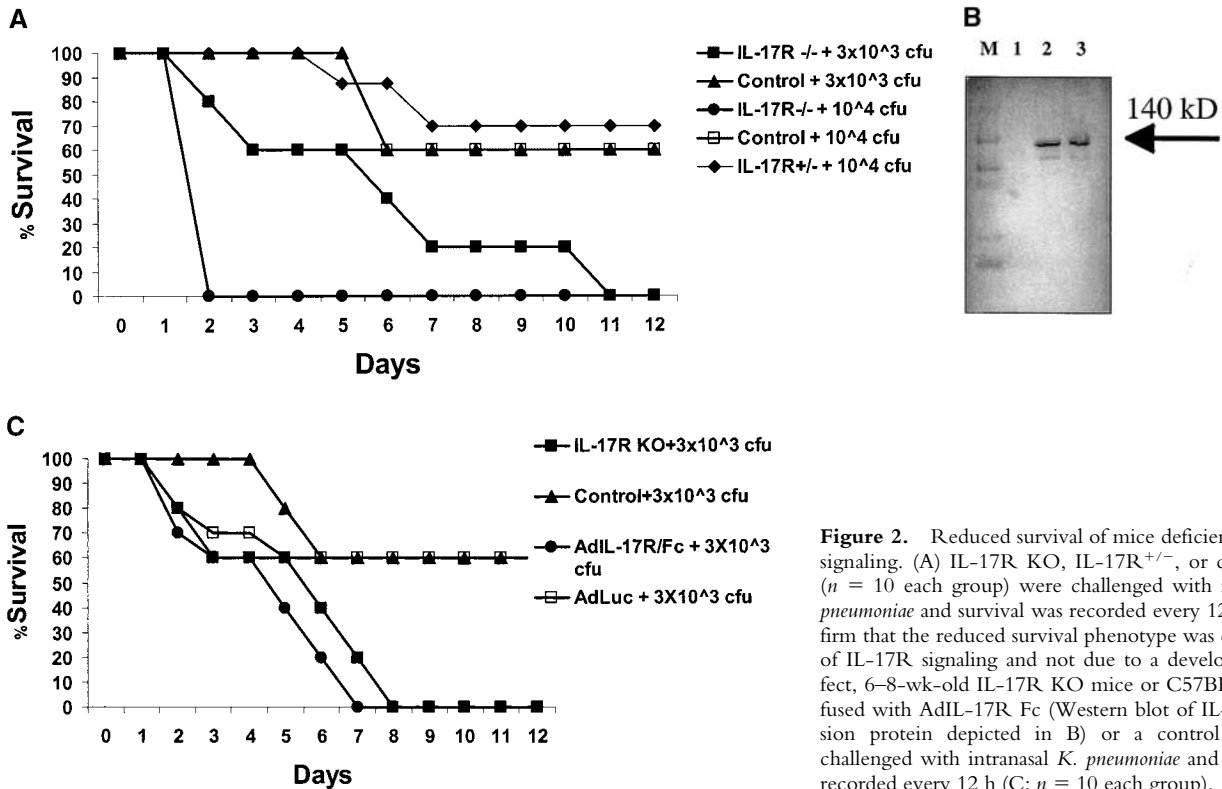 A
100
90
80
70
60
50
40
30
20
10
0
% Survival
0 1 2 3 4 5 6 7 8 9 10 11 12
Days
IL-17R -/- + 3x10^3 cfu
Control + 3x10^3 cfu
IL-17R-/- + 10^4 cfu
Control + 10^4 cfu
IL-17R+/- + 10^4 cfu
B
M 1 2 3
140 kD
C
100
90
80
70
60
50
40
30
20
10
0
%Survival
0 1 2 3 4 5 6 7 8 9 10 11 12
Days
IL-17R KO+3x10^3 cfu
Control+3x10^3 cfu
AdIL-17R/Fc + 3X10^3
cfu
AdLuc + 3X10^3 cfu
Figure 2. Reduced survival of mice deficien
signaling. (A) IL-17R KO, IL-17R+/−, or
(n = 10 each group) were challenged with
pneumoniae and survival was recorded every 12
firm that the reduced survival phenotype was
of IL-17R signaling and not due to a develo
fect, 6–8-wk-old IL-17R KO mice or C57Bl
fused with AdIL-17R Fc (Western blot of IL-
sion protein depicted in B) or a control
challenged with intranasal K. pneumoniae and
recorded every 12 h (C; n = 10 each group).